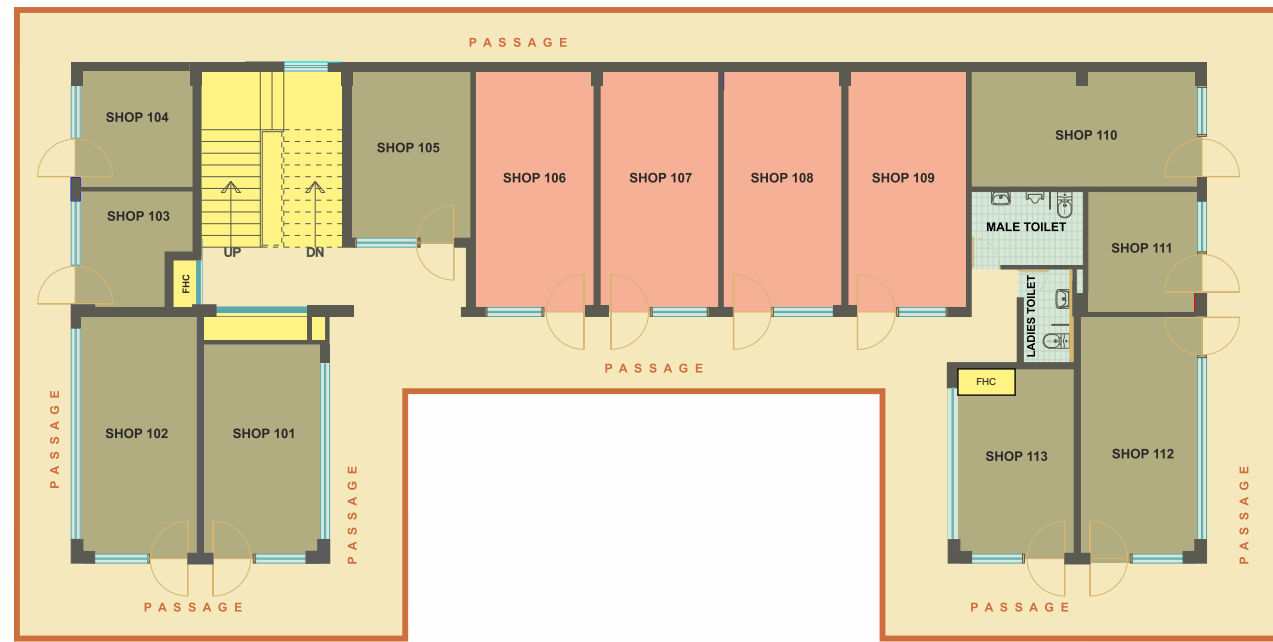 PASSAGE
SHOP 104
SHOP 105
SHOP 106
SHOP 107
SHOP 108
SHOP 109
SHOP 110
SHOP 103
MALE TOILET
SHOP 111
UP
DN
FHC
LADIES TOILET
PASSAGE
FHC
PASSAGE
SHOP 102
SHOP 101
PASSAGE
SHOP 113
SHOP 112
PASSAGE
PASSAGE
PASSAGE